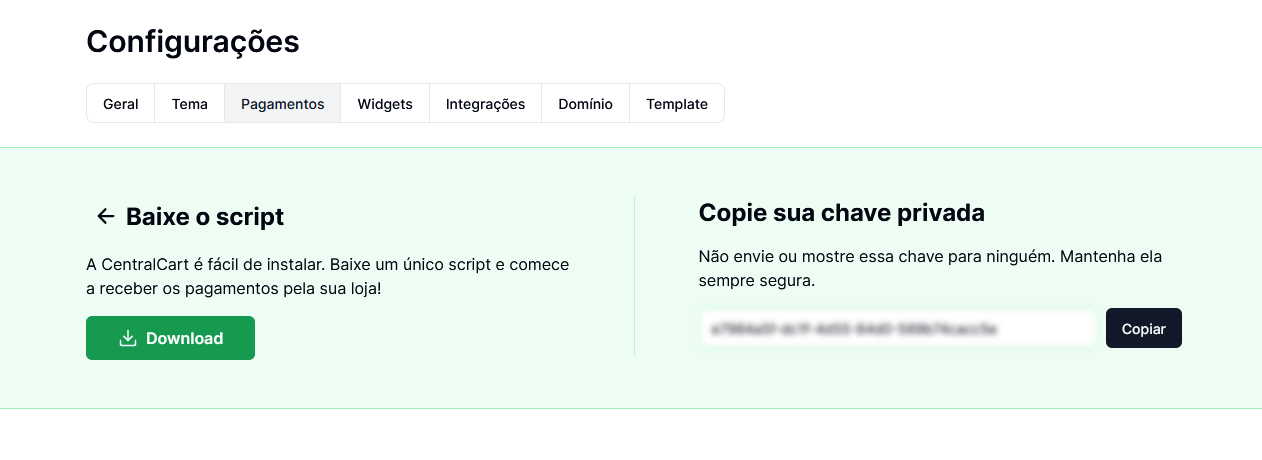 Configurações
Geral Tema Pagamentos Widgets Integrações Domínio Template
Baixe o script
A CentralCart é fácil de instalar. Baixe um único script e comece
a receber os pagamentos pela sua loja!
Download
Copie sua chave privada
Não envie ou mostre essa chave para ninguém. Mantenha ela
sempre segura.
Copiar